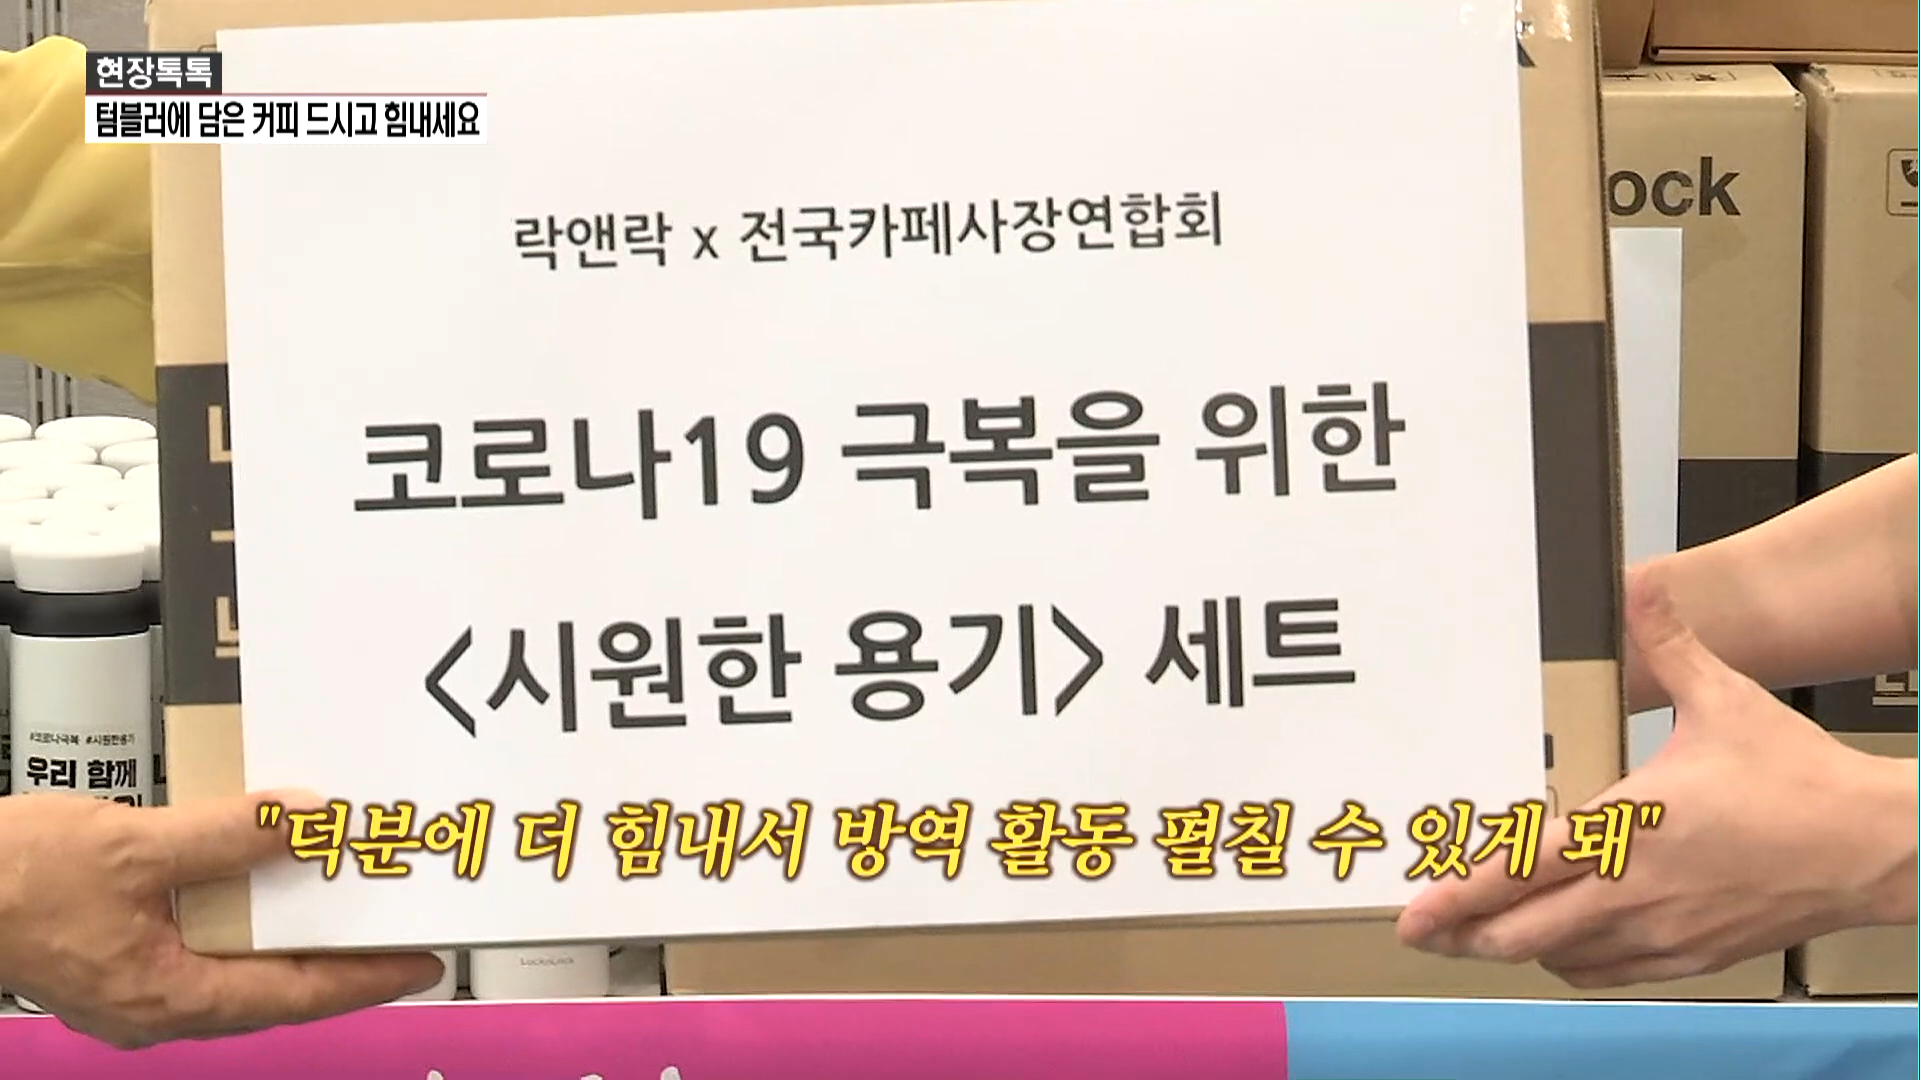 현장톡톡
텀블러에 담은 커피 드시고 힘내세요
락앤락 x 전국카페사장연합회
ock
코로나19 극복을 위한
<시원한 용기> 세트
#코로나극복 #시원한용기
우리 함께
"덕분에 더 힘내서 방역 활동 펼칠 수 있게 돼"
LocknLock